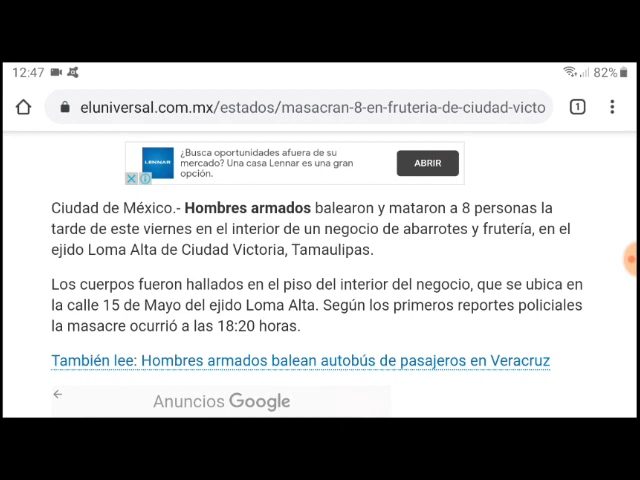 12:47
82%
eluniversal.com.mx/estados/masacran-8-en-fruteria-de-ciudad-victo
1
LENNAR
¿Busca oportunidades afuera de su
mercado? Una casa Lennar es una gran
opción.
ABRIR
Ciudad de México.- Hombres armados balearon y mataron a 8 personas la
tarde de este viernes en el interior de un negocio de abarrotes y frutería, en el
ejido Loma Alta de Ciudad Victoria, Tamaulipas.
Los cuerpos fueron hallados en el piso del interior del negocio, que se ubica en
la calle 15 de Mayo del ejido Loma Alta. Según los primeros reportes policiales
la masacre ocurrió a las 18:20 horas.
También lee: Hombres armados balean autobús de pasajeros en Veracruz
Anuncios Google